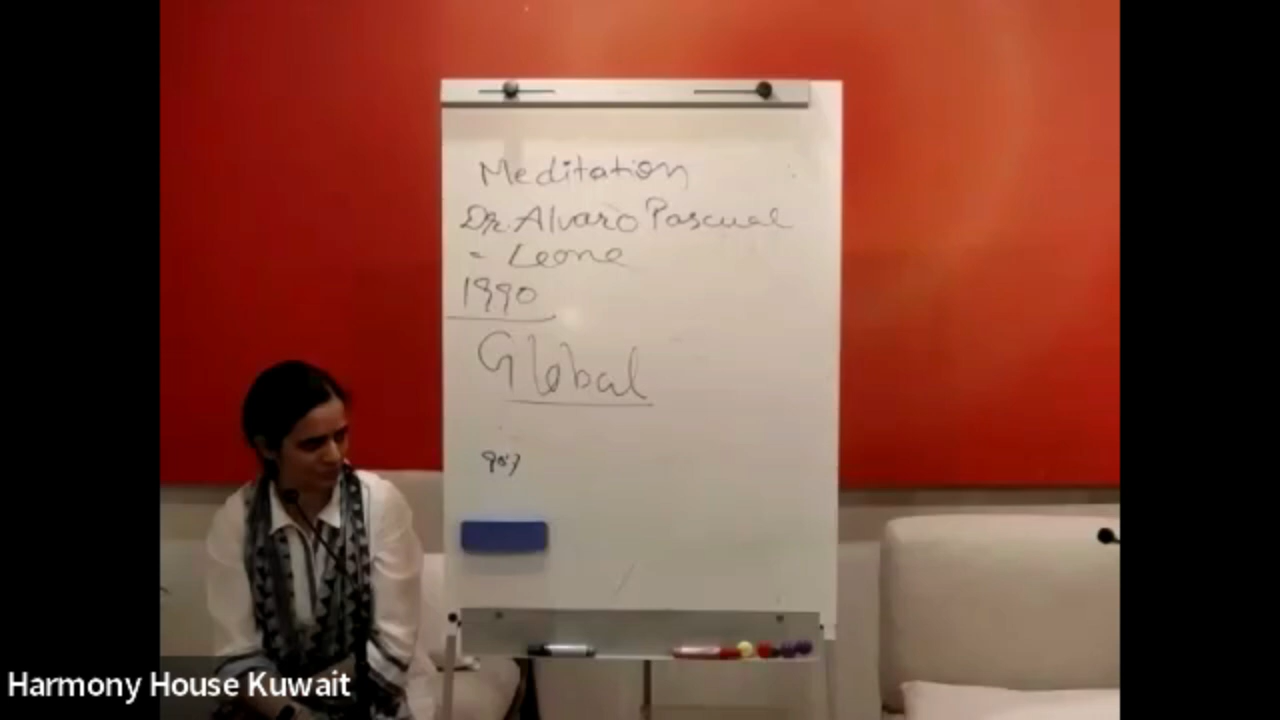 Meditation
Dr. Alvaro Pascual
- Leone
1990
Global
Harmony House Kuwait